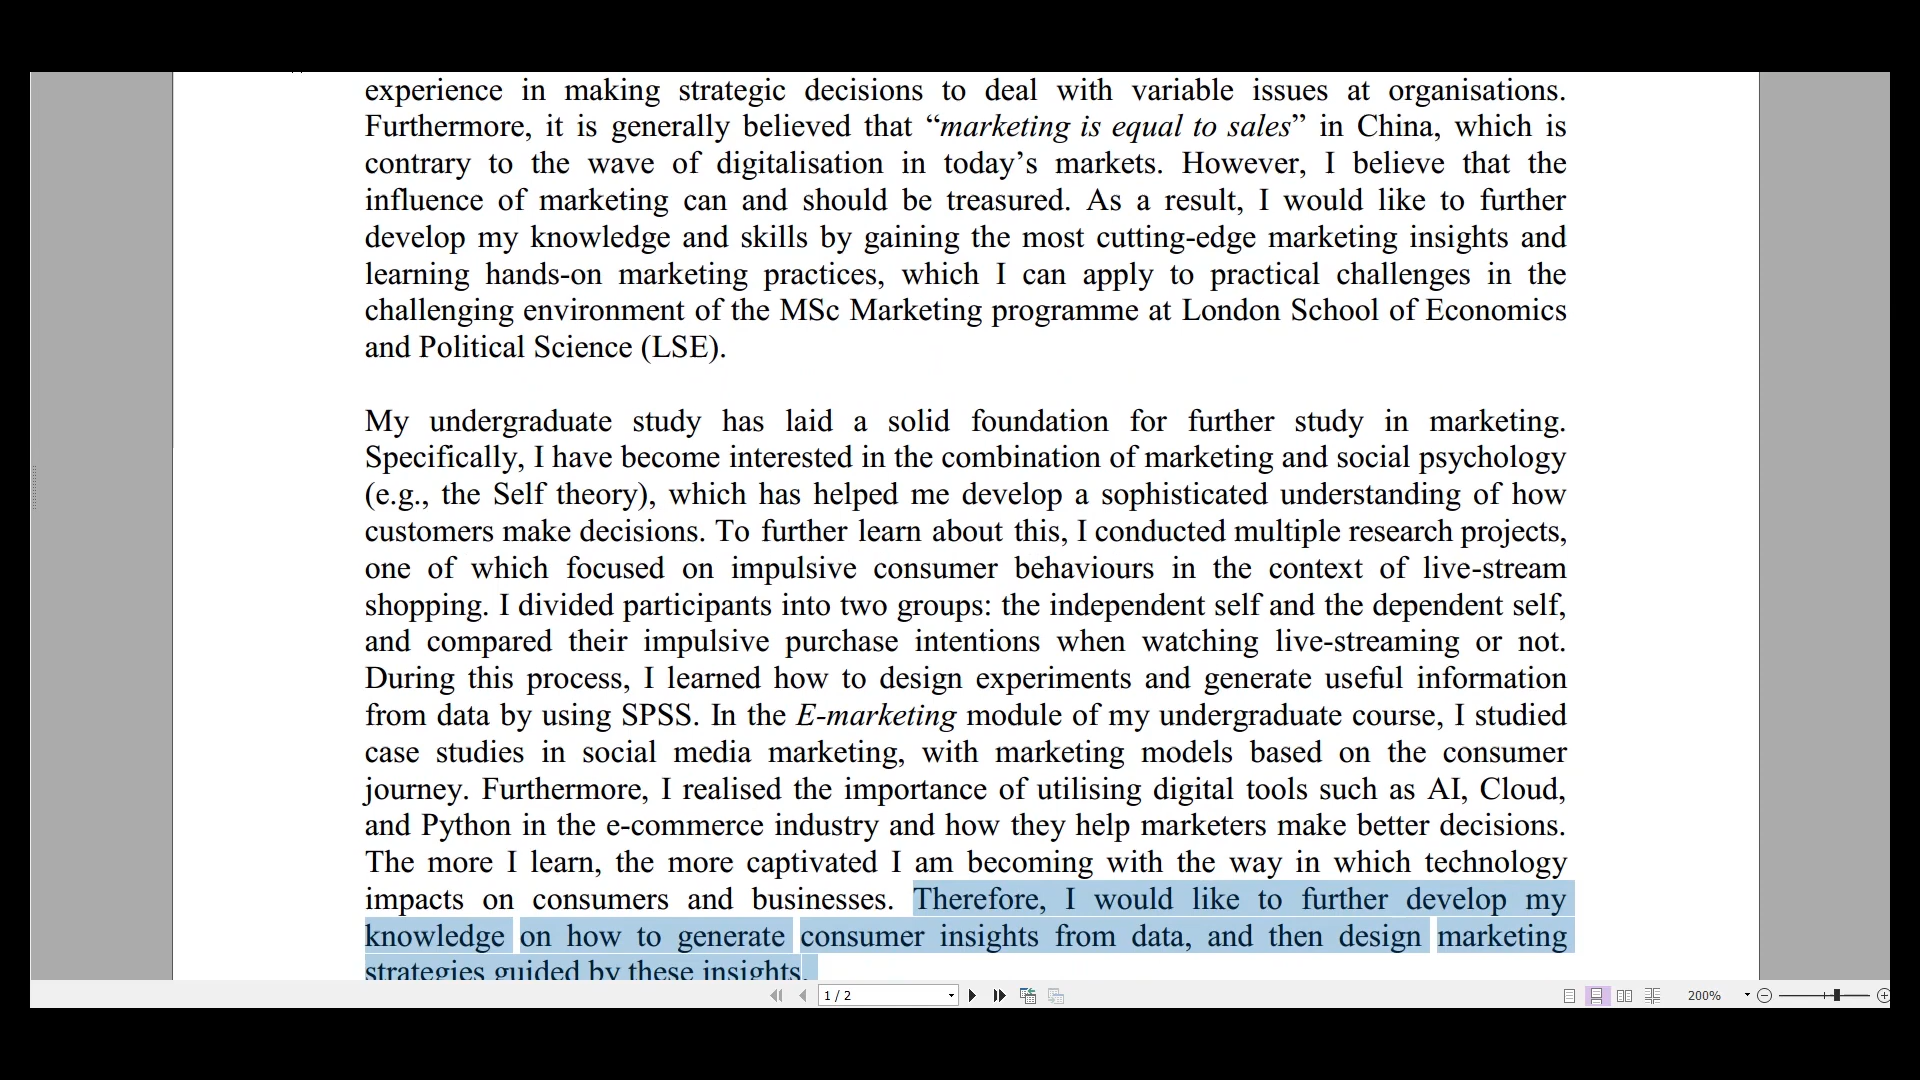 experience in making strategic decisions to deal with variable issues at organisations.
Furthermore, it is generally believed that “marketing is equal to sales” in China, which is
contrary to the wave of digitalisation in today’s markets. However, I believe that the
influence of marketing can and should be treasured. As a result, I would like to further
develop my knowledge and skills by gaining the most cutting-edge marketing insights and
learning hands-on marketing practices, which I can apply to practical challenges in the
challenging environment of the MSc Marketing programme at London School of Economics
and Political Science (LSE).
My undergraduate study has laid a solid foundation for further study in marketing.
Specifically, I have become interested in the combination of marketing and social psychology
(e.g., the Self theory), which has helped me develop a sophisticated understanding of how
customers make decisions. To further learn about this, I conducted multiple research projects,
one of which focused on impulsive consumer behaviours in the context of live-stream
shopping. I divided participants into two groups: the independent self and the dependent self,
and compared their impulsive purchase intentions when watching live-streaming or not.
During this process, I learned how to design experiments and generate useful information
from data by using SPSS. In the E-marketing module of my undergraduate course, I studied
case studies in social media marketing, with marketing models based on the consumer
journey. Furthermore, I realised the importance of utilising digital tools such as AI, Cloud,
and Python in the e-commerce industry and how they help marketers make better decisions.
The more I learn, the more captivated I am becoming with the way in which technology
impacts on consumers and businesses. Therefore, I would like to further develop my
knowledge on how to generate consumer insights from data, and then design marketing
strategies guided by these insights.
1 / 2
200%